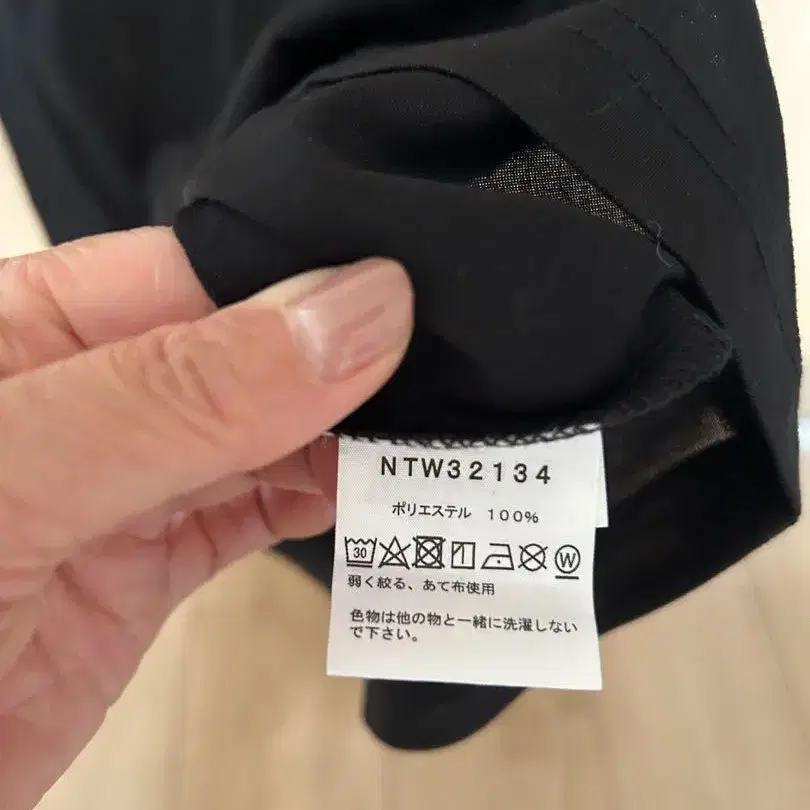 NTW32134
ポリエステル 100%
30 W
弱く絞る、あて布使用
色物は他の物と一緒に洗濯しない
で下さい。